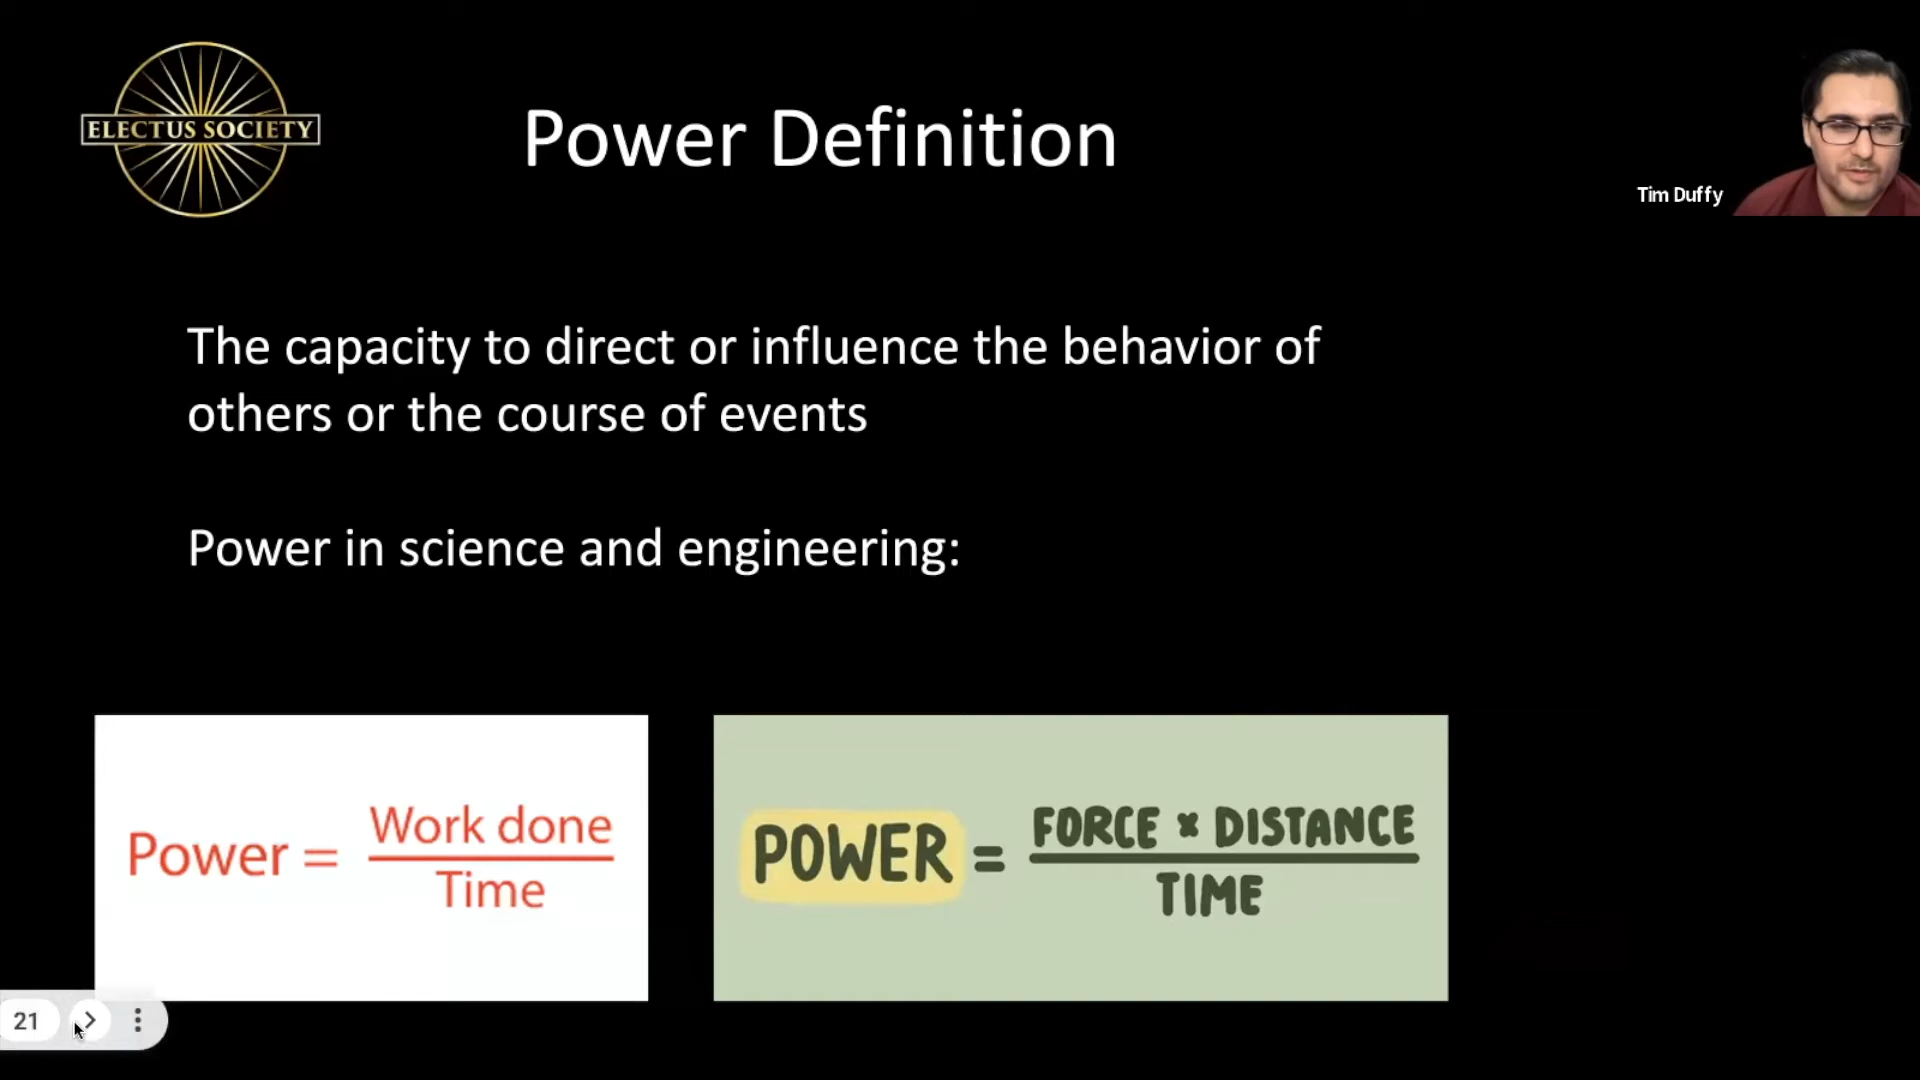 ELECTUS SOCIETY
Power Definition
Tim Duffy
The capacity to direct or influence the behavior of
others or the course of events
Power in science and engineering:
Power = Work done
Time
POWER = FORCE × DISTANCE
TIME
21